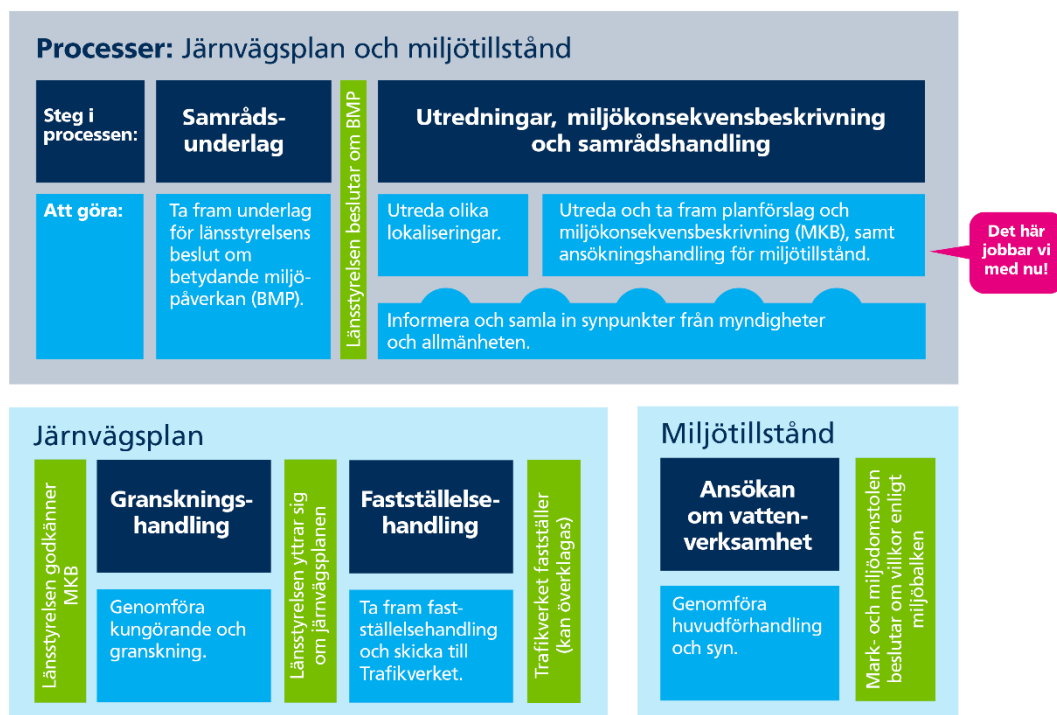 Processer: Järnvägsplan och miljötillstånd
Steg i
processen:
Samråds-
underlag
Länsstyrelsen beslutar om BMP
Utredningar, miljökonsekvensbeskrivning
och samrådshandling
Att göra:
Ta fram underlag
för länsstyrelsens
beslut om
betydande miljö-
påverkan (BMP).
Utreda olika
lokaliseringar.
Utreda och ta fram planförslag och
miljökonsekvensbeskrivning (MKB), samt
ansökningshandling för miljötillstånd.
Det här
jobbar vi
med nu!
Informera och samla in synpunkter från myndigheter
och allmänheten.
Järnvägsplan
Länsstyrelsen godkänner
MKB
Gransknings-
handling
Genomföra
kungörande och
granskning.
Länsstyrelsen yttrar sig
om järnvägsplanen
Fastställelse-
handling
Ta fram fast-
ställelsehandling
och skicka till
Trafikverket.
Trafikverket fastställer
(kan överklagas)
Miljötillstånd
Ansökan
om vatten-
verksamhet
Genomföra
huvudförhandling
och syn.
Mark- och miljödomstolen
beslutar om villkor enligt
miljöbalken